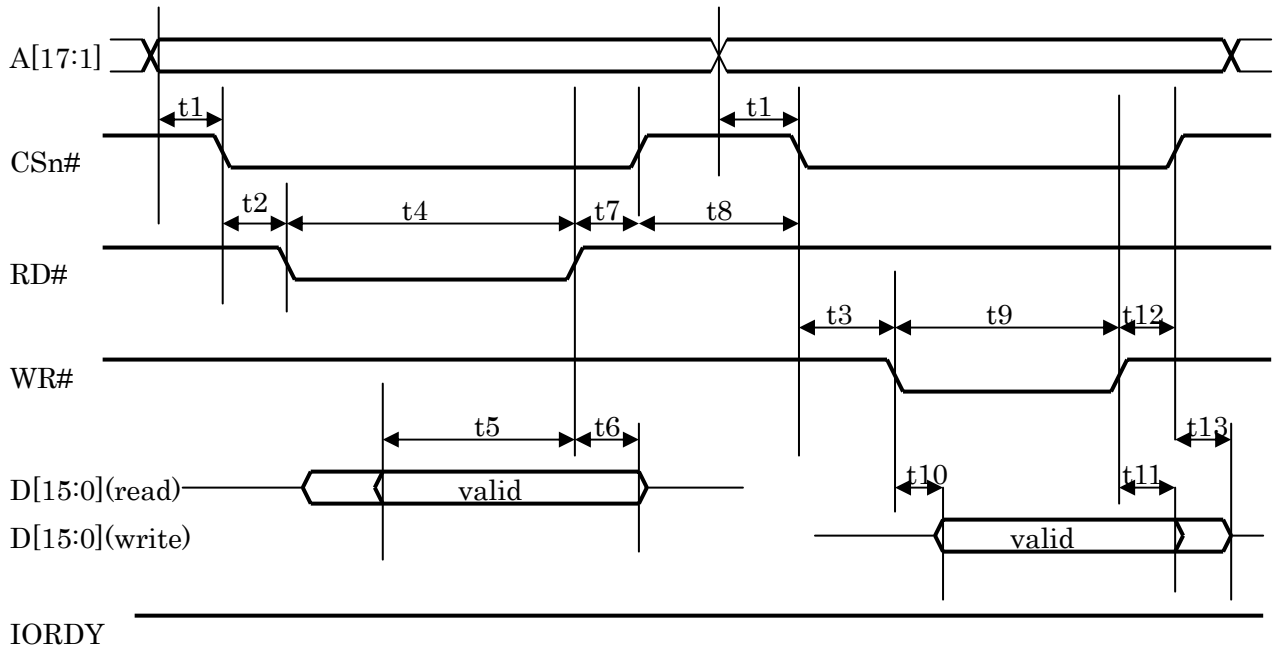 A[17:1]
t1 t1
CSn#
t2 t4 t7 t8
RD#
t3 t9 t12
WR#
t5 t6 t13
D[15:0](read) valid t10 t11
D[15:0](write) valid
IORDY